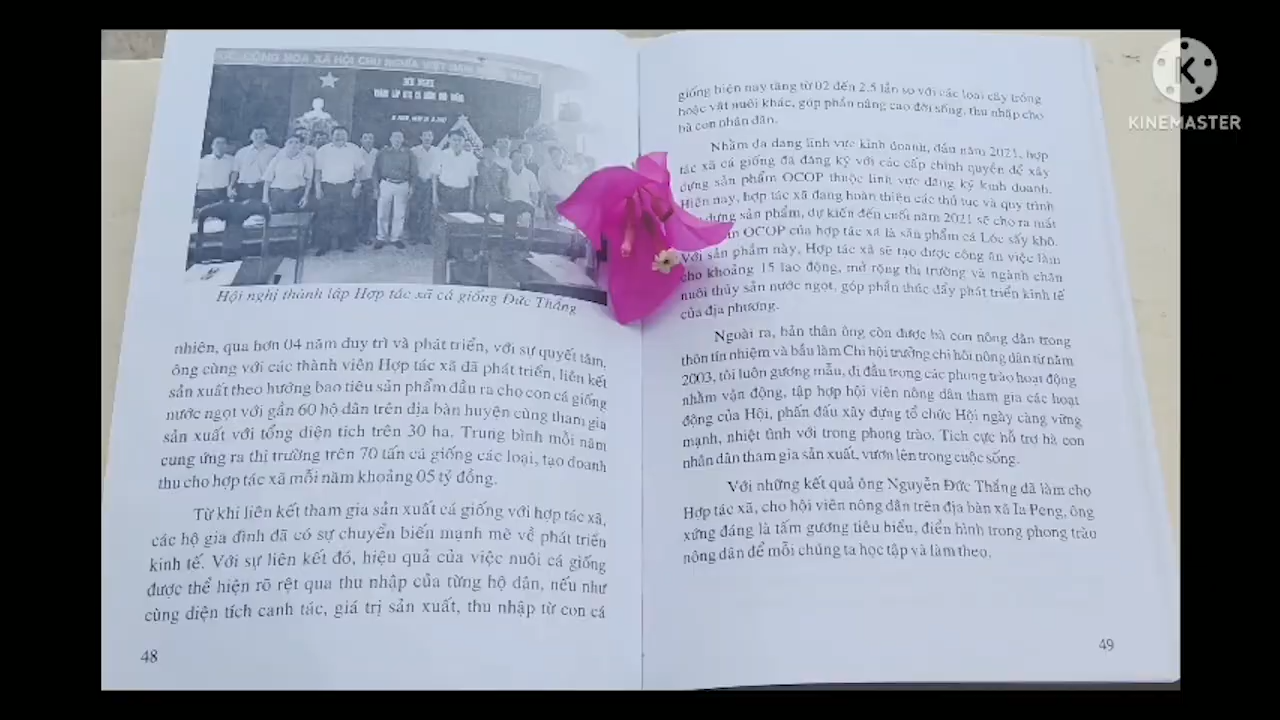 CỘNG HÒA XÃ HỘI CHỦ NGHĨA VIỆT NAM
HỘI NGHỊ
Hội nghị thành lập Hợp tác xã cá giống Đức Thắng
nhiên, qua hơn 04 năm duy trì và phát triển, với sự quyết tâm,
ông cùng với các thành viên Hợp tác xã đã phát triển, liên kết
sản xuất theo hướng bao tiêu sản phẩm đầu ra cho con cá giống
nước ngọt với gần 60 hộ dân trên địa bàn huyện cùng tham gia
sản xuất với tổng diện tích trên 30 ha. Trung bình mỗi năm
cung ứng ra thị trường trên 70 tấn cá giống các loại, tạo doanh
thu cho hợp tác xã mỗi năm khoảng 05 tỷ đồng.
Từ khi liên kết tham gia sản xuất cá giống với hợp tác xã,
các hộ gia đình đã có sự chuyển biến mạnh mẽ về phát triển
kinh tế. Với sự liên kết đó, hiệu quả của việc nuôi cá giống
được thể hiện rõ rệt qua thu nhập của từng hộ dân, nếu như
cùng diện tích canh tác, giá trị sản xuất, thu nhập từ con cá
48
giống hiện nay tăng từ 02 đến 2.5 lần so với các loại cây trồng
hoặc vật nuôi khác, góp phần nâng cao đời sống, thu nhập cho
bà con nhân dân.
Nhằm đa dạng lĩnh vực kinh doanh, đầu năm 2021, hợp
tác xã cá giống đã đăng ký với các cấp chính quyền để xây
dựng sản phẩm OCOP thuộc lĩnh vực đăng ký kinh doanh.
Hiện nay, hợp tác xã đang hoàn thiện các thủ tục và quy trình
dựng sản phẩm, dự kiến đến cuối năm 2021 sẽ cho ra mắt
OCOP của hợp tác xã là sản phẩm cá Lóc sấy khô.
Với sản phẩm này, Hợp tác xã sẽ tạo được công ăn việc làm
cho khoảng 15 lao động, mở rộng thị trường và ngành chăn
nuôi thủy sản nước ngọt, góp phần thúc đẩy phát triển kinh tế
của địa phương.
Ngoài ra, bản thân ông còn được bà con nông dân trong
thôn tín nhiệm và bầu làm Chi hội trưởng chi hội nông dân từ năm
2003, tôi luôn gương mẫu, đi đầu trong các phong trào hoạt động
nhằm vận động, tập hợp hội viên nông dân tham gia các hoạt
động của Hội, phấn đấu xây dựng tổ chức Hội ngày càng vững
mạnh, nhiệt tình với trong phong trào. Tích cực hỗ trợ bà con
nhân dân tham gia sản xuất, vươn lên trong cuộc sống.
Với những kết quả ông Nguyễn Đức Thắng đã làm cho
Hợp tác xã, cho hội viên nông dân trên địa bàn xã Ia Peng, ông
xứng đáng là tấm gương tiêu biểu, điển hình trong phong trào
nông dân để mỗi chúng ta học tập và làm theo.
49
KINEMASTER